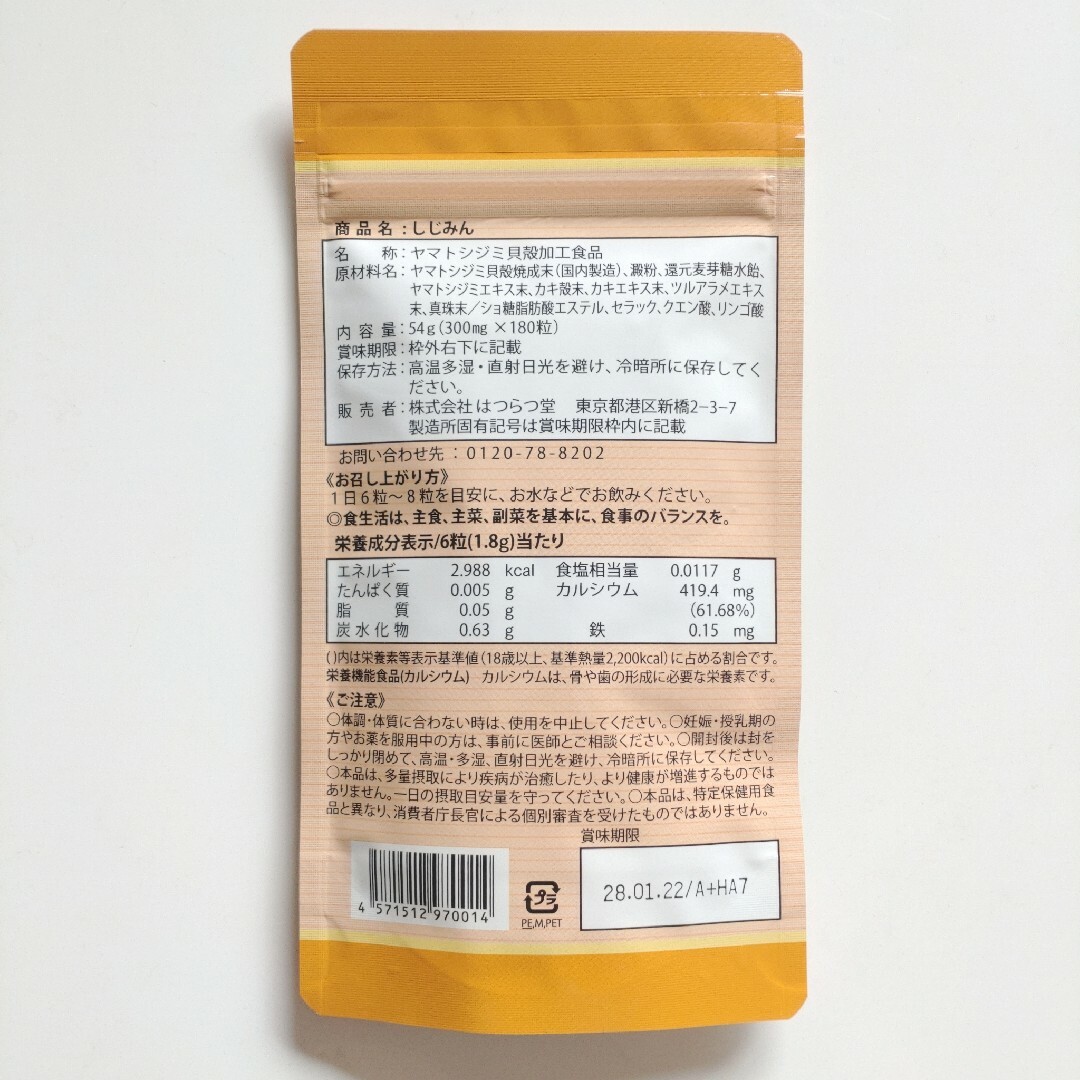 商品名:しじみん
名 称:ヤマトシジミ貝殻加工食品
原材料名:ヤマトシジミ貝殻焼成末(国内製造)、澱粉、還元麦芽糖水飴、
ヤマトシジミエキス末、カキ殻末、カキエキス末、ツルアラメエキス
末、真珠末／ショ糖脂肪酸エステル、セラック、クエン酸、リンゴ酸
内容量:54g(300mg×180粒)
賞味期限:枠外右下に記載
保存方法:高温多湿・直射日光を避け、冷暗所に保存してく
ださい。
販売者:株式会社はつらつ堂 東京都港区新橋2-3-7
製造所固有記号は賞味期限枠内に記載
お問い合わせ先:0120-78-8202
《お召し上がり方》
1日6粒～8粒を目安に、お水などでお飲みください。
◎食生活は、主食、主菜、副菜を基本に、食事のバランスを。
栄養成分表示/6粒(1.8g)当たり
エネルギー 2.988 kcal 食塩相当量 0.0117 g
たんぱく質 0.005 g カルシウム 419.4 mg
脂質 0.05 g (61.68%)
炭水化物 0.63 g 鉄 0.15 mg
( )内は栄養素等表示基準値(18歳以上、基準熱量2,200kcal)に占める割合です。
栄養機能食品(カルシウム) カルシウムは、骨や歯の形成に必要な栄養素です。
《ご注意》
○体調・体質に合わない時は、使用を中止してください。○妊娠・授乳期の
方やお薬を服用中の方は、事前に医師とご相談ください。○開封後は封を
しっかり閉めて、高温・多湿、直射日光を避け、冷暗所に保存してください。
○本品は、多量摂取により疾病が治癒したり、より健康が増進するものでは
ありません。一日の摂取目安量を守ってください。○本品は、特定保健用食
品と異なり、消費者庁長官による個別審査を受けたものではありません。
賞味期限
28.01.22/A+HA7
4 571512 970014
プラ
PE,M,PET